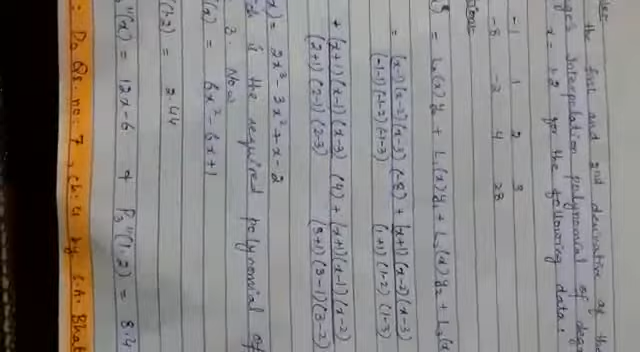 the first and 2nd derivative of the
Interpolation polynomial of deg
x = 1.2 for the following data:
-1 1 2 3
-8 -2 4 28
= L₀(x)y₀ + L₁(x)y₁ + L₂(x)y₂ + L₃(x)
= (x-1)(x-2)(x-3) (-8) + (x+1)(x-2)(x-3)
(-1-1)(-1-2)(-1-3) (1+1)(1-2)(1-3)
+ (x+1)(x-1)(x-3) (4) + (x+1)(x-1)(x-2)
(2+1)(2-1)(2-3) (3+1)(3-1)(3-2)
x) = 2x³ - 3x² + x - 2
is the required polynomial of
3. Now
(x) = 6x² - 6x + 1
(1.2) = 2.44
"(x) = 12x - 6 & P₃"(1.2) = 8.4
: Do Qs. no: 7, ch: 4 by S.A. Bhat